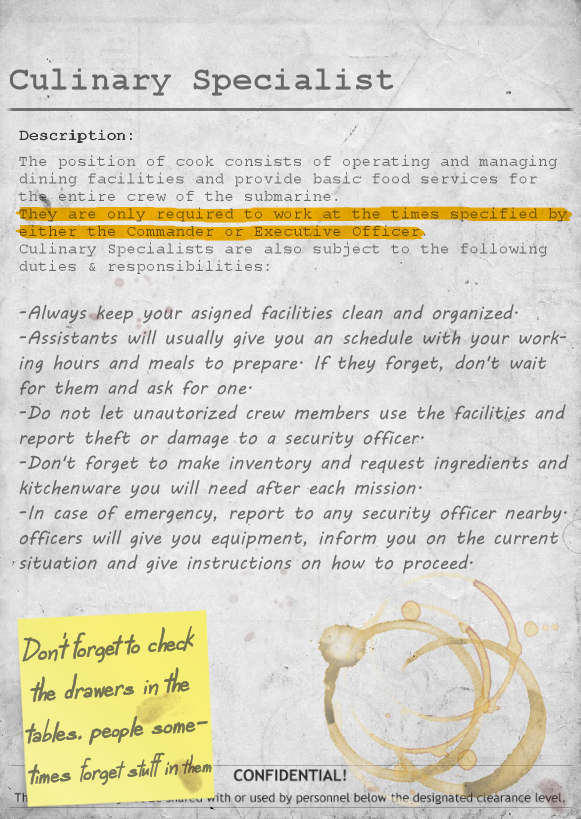 Culinary Specialist
Description:
The position of cook consists of operating and managing
dining facilities and provide basic food services for
the entire crew of the submarine.
They are only required to work at the times specified by
either the Commander or Executive Officer.
Culinary Specialists are also subject to the following
duties & responsibilities:
-Always keep your asigned facilities clean and organized.
-Assistants will usually give you an schedule with your work-
ing hours and meals to prepare. If they forget, don't wait
for them and ask for one.
-Do not let unautorized crew members use the facilities and
report theft or damage to a security officer.
-Don't forget to make inventory and request ingredients and
kitchenware you will need after each mission.
-In case of emergency, report to any security officer nearby.
officers will give you equipment, inform you on the current
situation and give instructions on how to proceed.
Don't forget to check
the drawers in the
tables. people some-
times forget stuff in them
CONFIDENTIAL!
shared with or used by personnel below the designated clearance level.